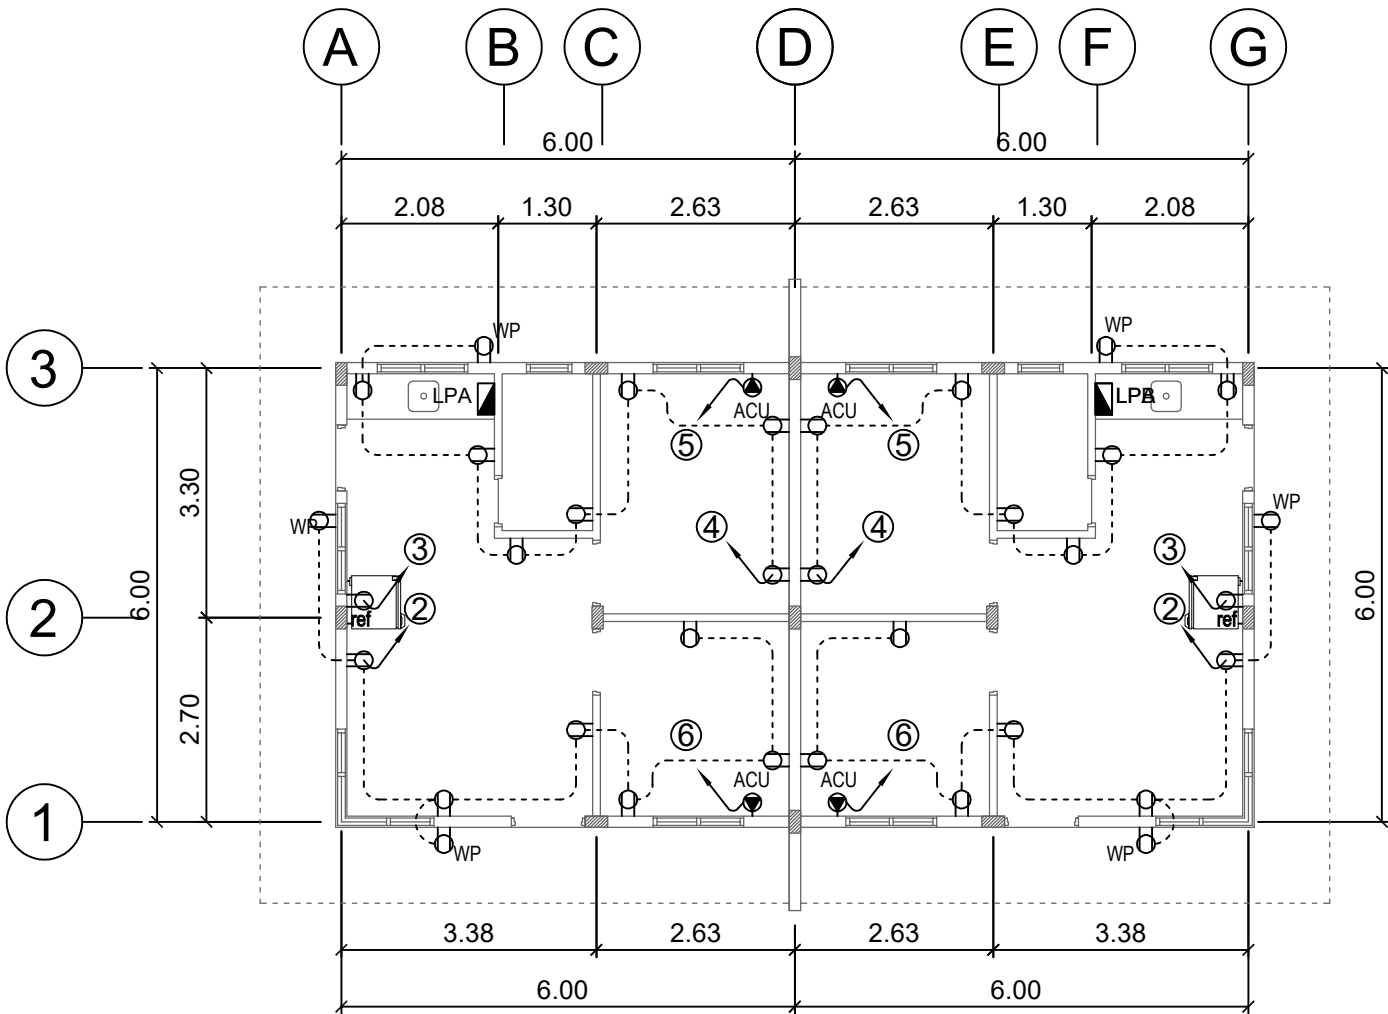 A B C D E F G
6.00 6.00
2.08 1.30 2.63 2.63 1.30 2.08
WP WP
3
LPA ACU ACU LPB
5 5
3.30
WP WP
4 4
3 3
6.00 6.00
2
2 2
ref ref
2.70
6 6
ACU ACU
1
WP WP
3.38 2.63 2.63 3.38
6.00 6.00